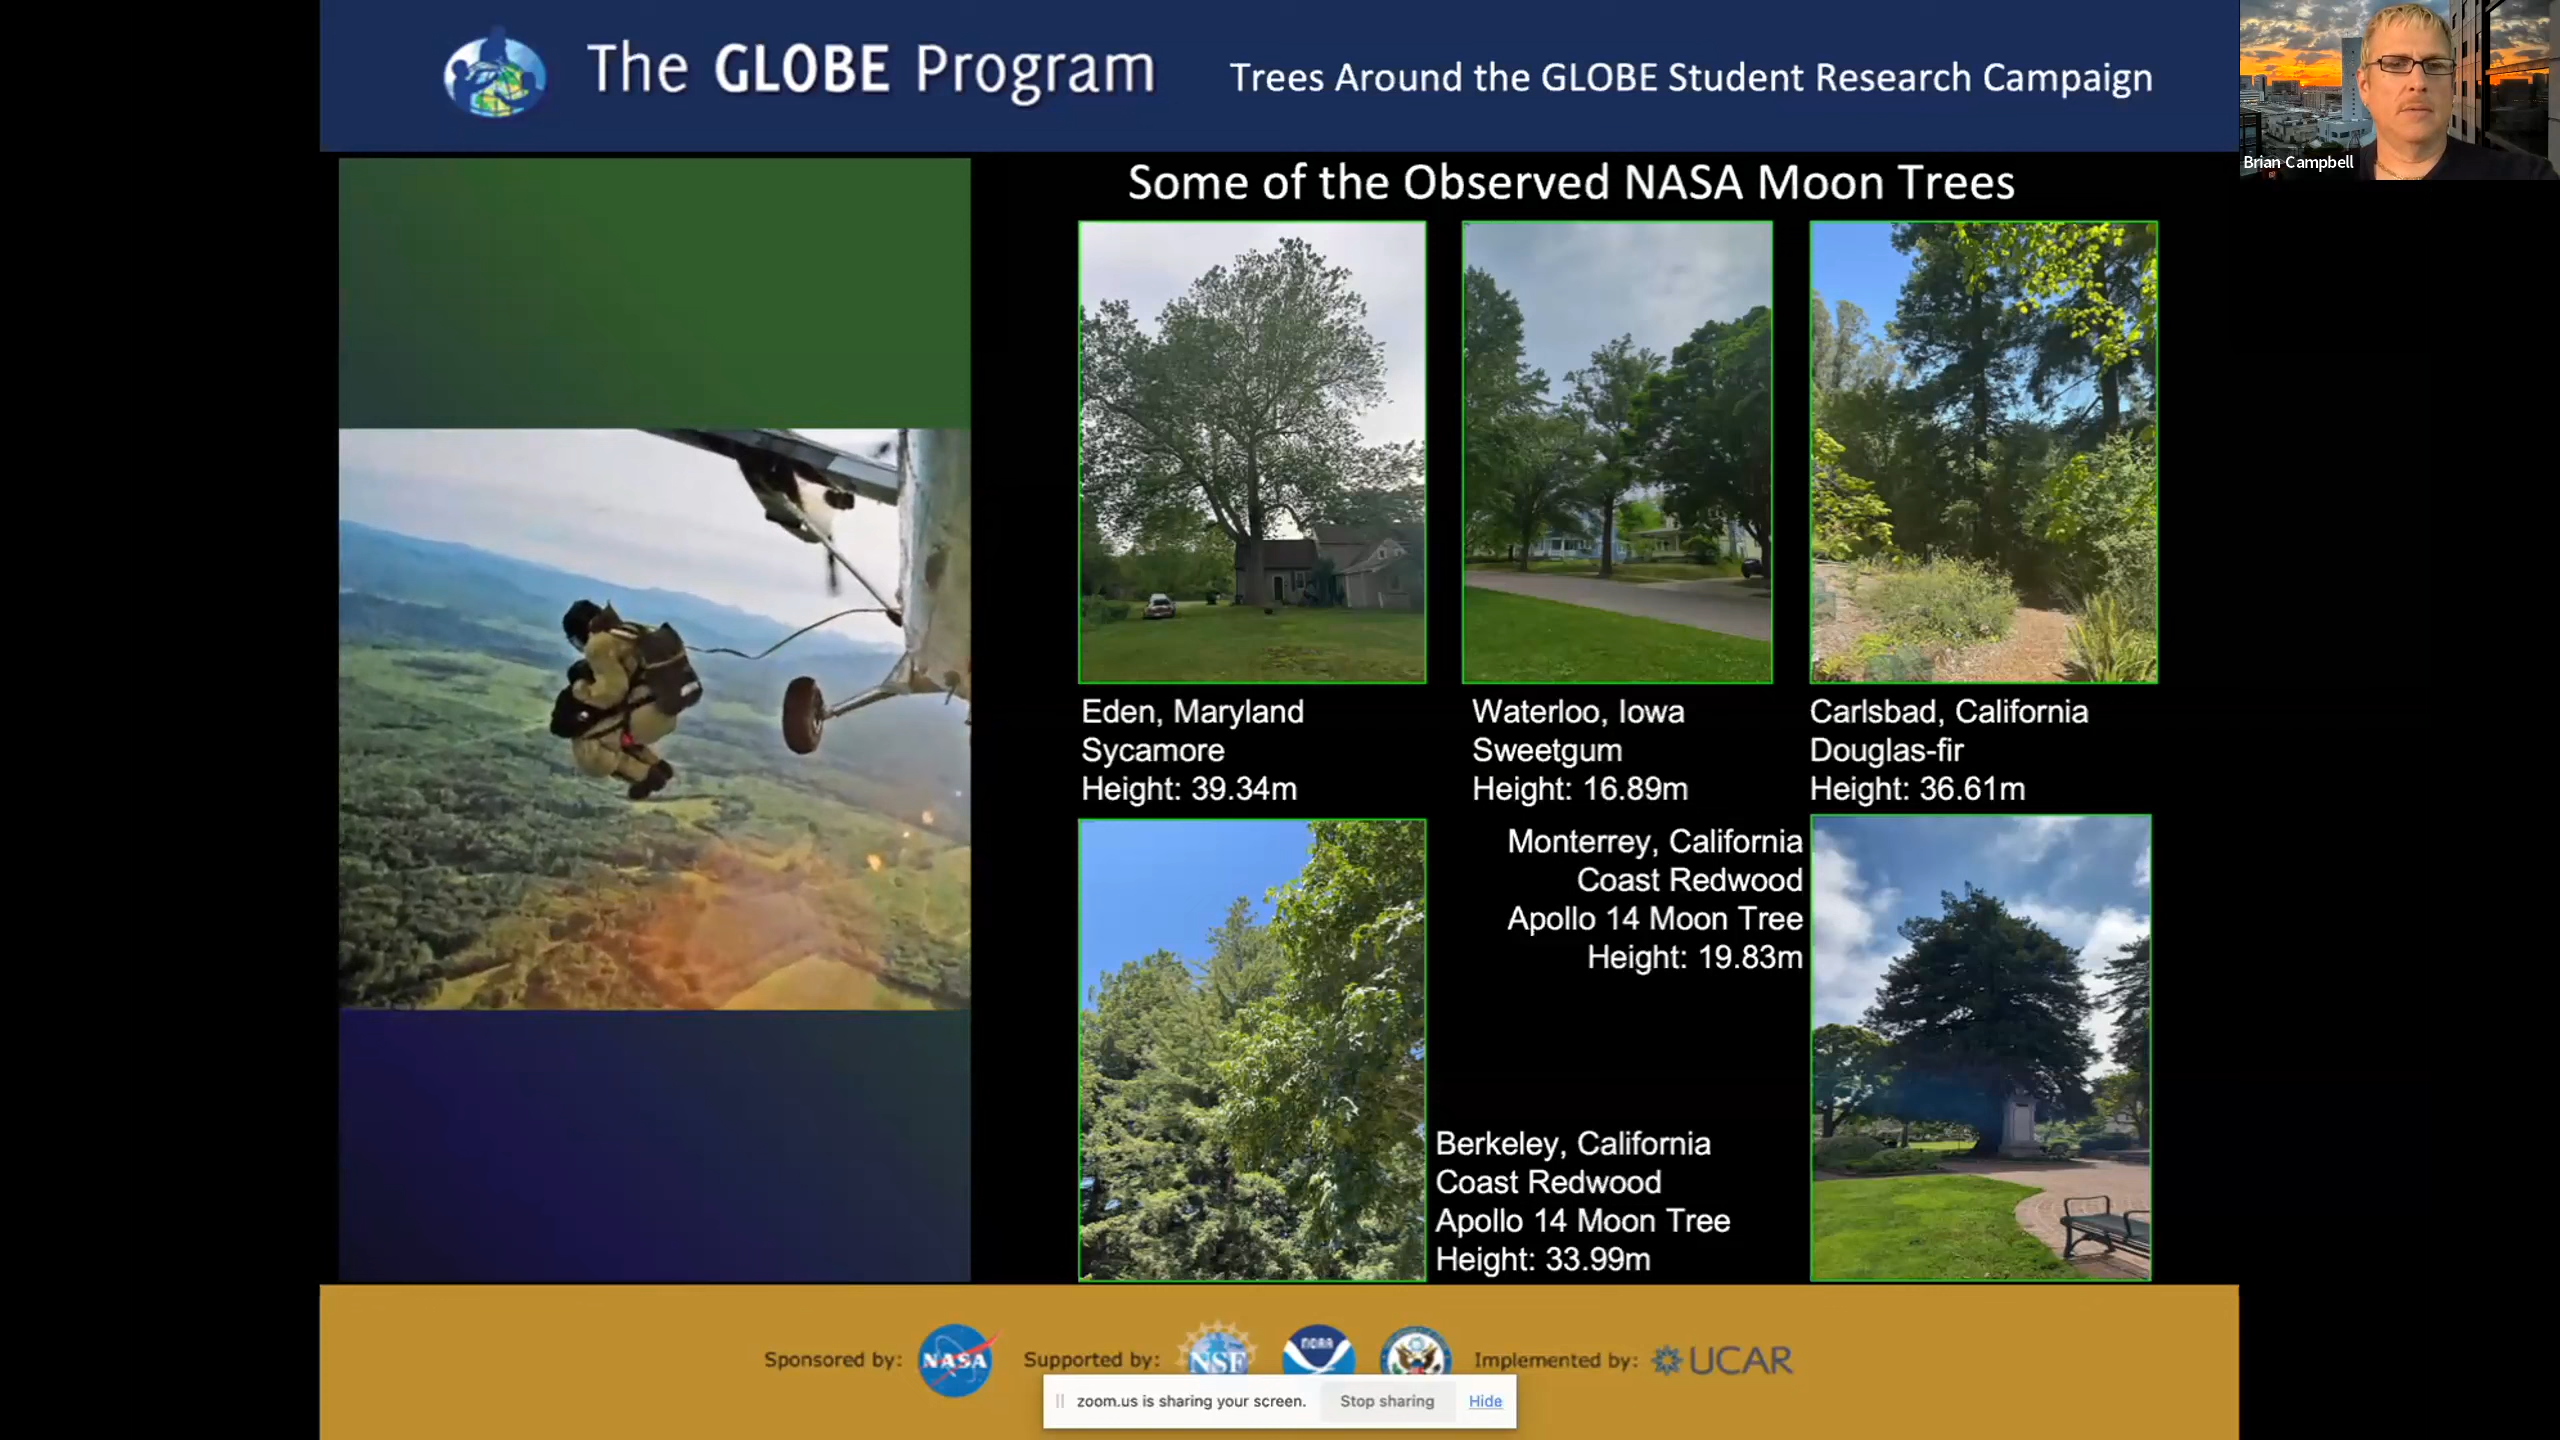 The GLOBE Program
Trees Around the GLOBE Student Research Campaign
Brian Campbell
Some of the Observed NASA Moon Trees
Eden, Maryland
Sycamore
Height: 39.34m
Waterloo, Iowa
Sweetgum
Height: 16.89m
Carlsbad, California
Douglas-fir
Height: 36.61m
Monterrey, California
Coast Redwood
Apollo 14 Moon Tree
Height: 19.83m
Berkeley, California
Coast Redwood
Apollo 14 Moon Tree
Height: 33.99m
Sponsored by: NASA Supported by: NSF NOAA Implemented by: UCAR
zoom.us is sharing your screen. Stop sharing Hide